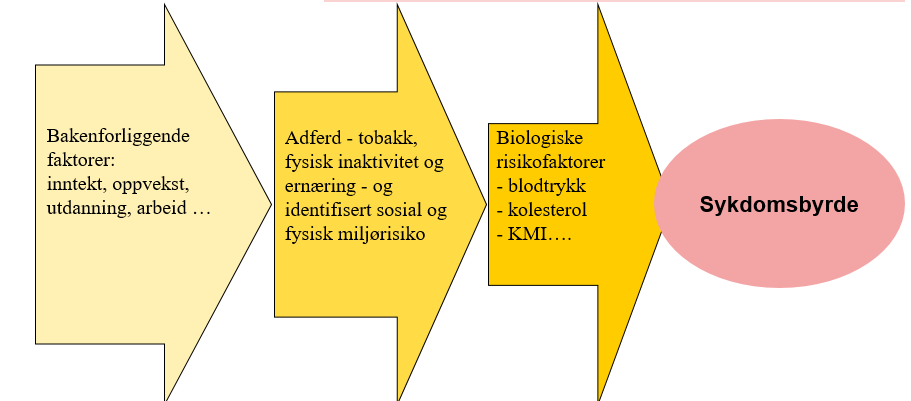 Bakenforliggende
faktorer:
inntekt, oppvekst,
utdanning, arbeid …
Adferd - tobakk,
fysisk inaktivitet og
ernæring - og
identifisert sosial og
fysisk miljørisiko
Biologiske
risikofaktorer
- blodtrykk
- kolesterol
- KMI….
Sykdomsbyrde